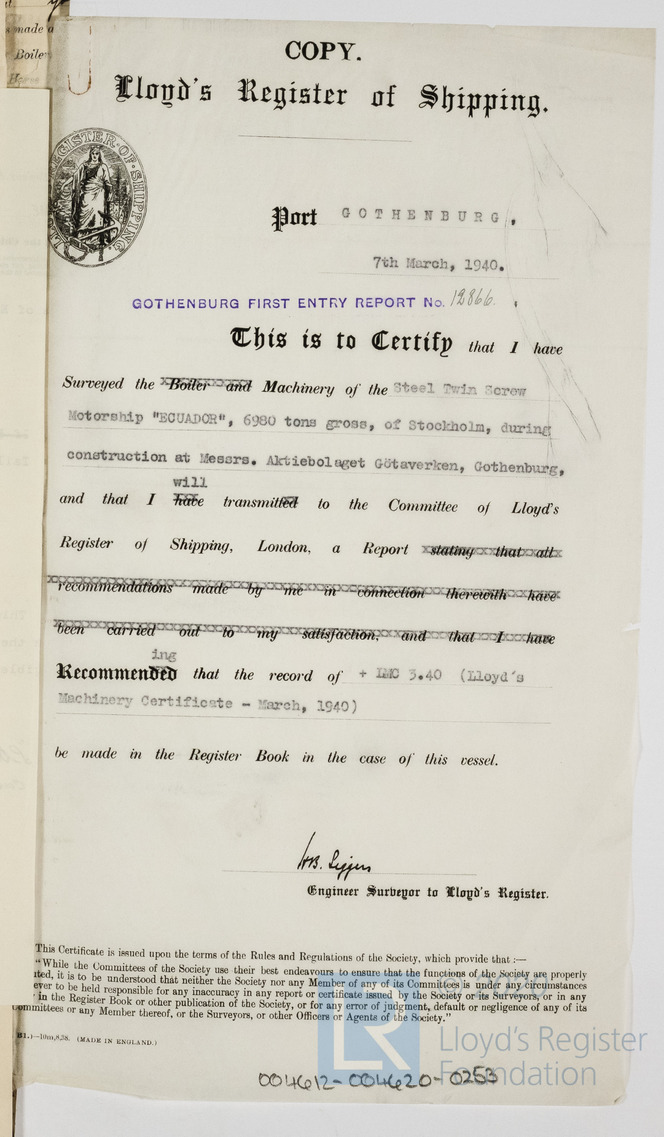 made a
Boiler
COPY.
Lloyd's Register of Shipping.
REGISTER·OF·SHIPPING
Port GOTHENBURG.
7th March, 1940.
GOTHENBURG FIRST ENTRY REPORT No. 12866.
This is to Certify that I have
Surveyed the Boiler and Machinery of the Steel Twin Screw
Motorship "ECUADOR", 6980 tons gross, of Stockholm, during
construction at Messrs. Aktiebolaget Götaverken, Gothenburg,
will
and that I have transmitted to the Committee of Lloyd's
Register of Shipping, London, a Report stating that all
recommendations made by me in connection therewith have
been carried out to my satisfaction, and that I have
ing
Recommended that the record of + LMC 3.40 (Lloyd's
Machinery Certificate - March, 1940)
be made in the Register Book in the case of this vessel.
Engineer Surveyor to Lloyd's Register.
This Certificate is issued upon the terms of the Rules and Regulations of the Society, which provide that :—
"While the Committees of the Society use their best endeavours to ensure that the functions of the Society are properly
ted, it is to be understood that neither the Society nor any Member of any of its Committees is under any circumstances
ever to be held responsible for any inaccuracy in any report or certificate issued by the Society or its Surveyors, or in any
in the Register Book or other publication of the Society, or for any error of judgment, default or negligence of any of its
ommittees or any Member thereof, or the Surveyors, or other Officers or Agents of the Society."
(MADE IN ENGLAND.)
LR
Lloyd's Register
Foundation
004612-004620-0253